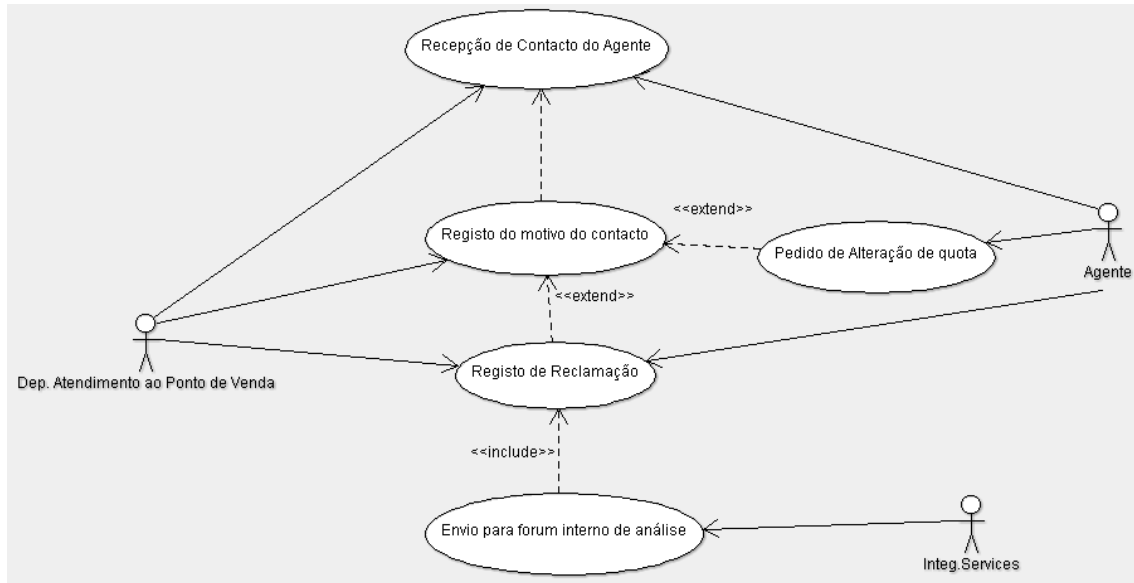 Recepção de Contacto do Agente
<<extend>>
Registo do motivo do contacto
Pedido de Alteração de quota
Agente
<<extend>>
Dep. Atendimento ao Ponto de Venda
Registo de Reclamação
<<include>>
Envio para forum interno de análise
Integ.Services